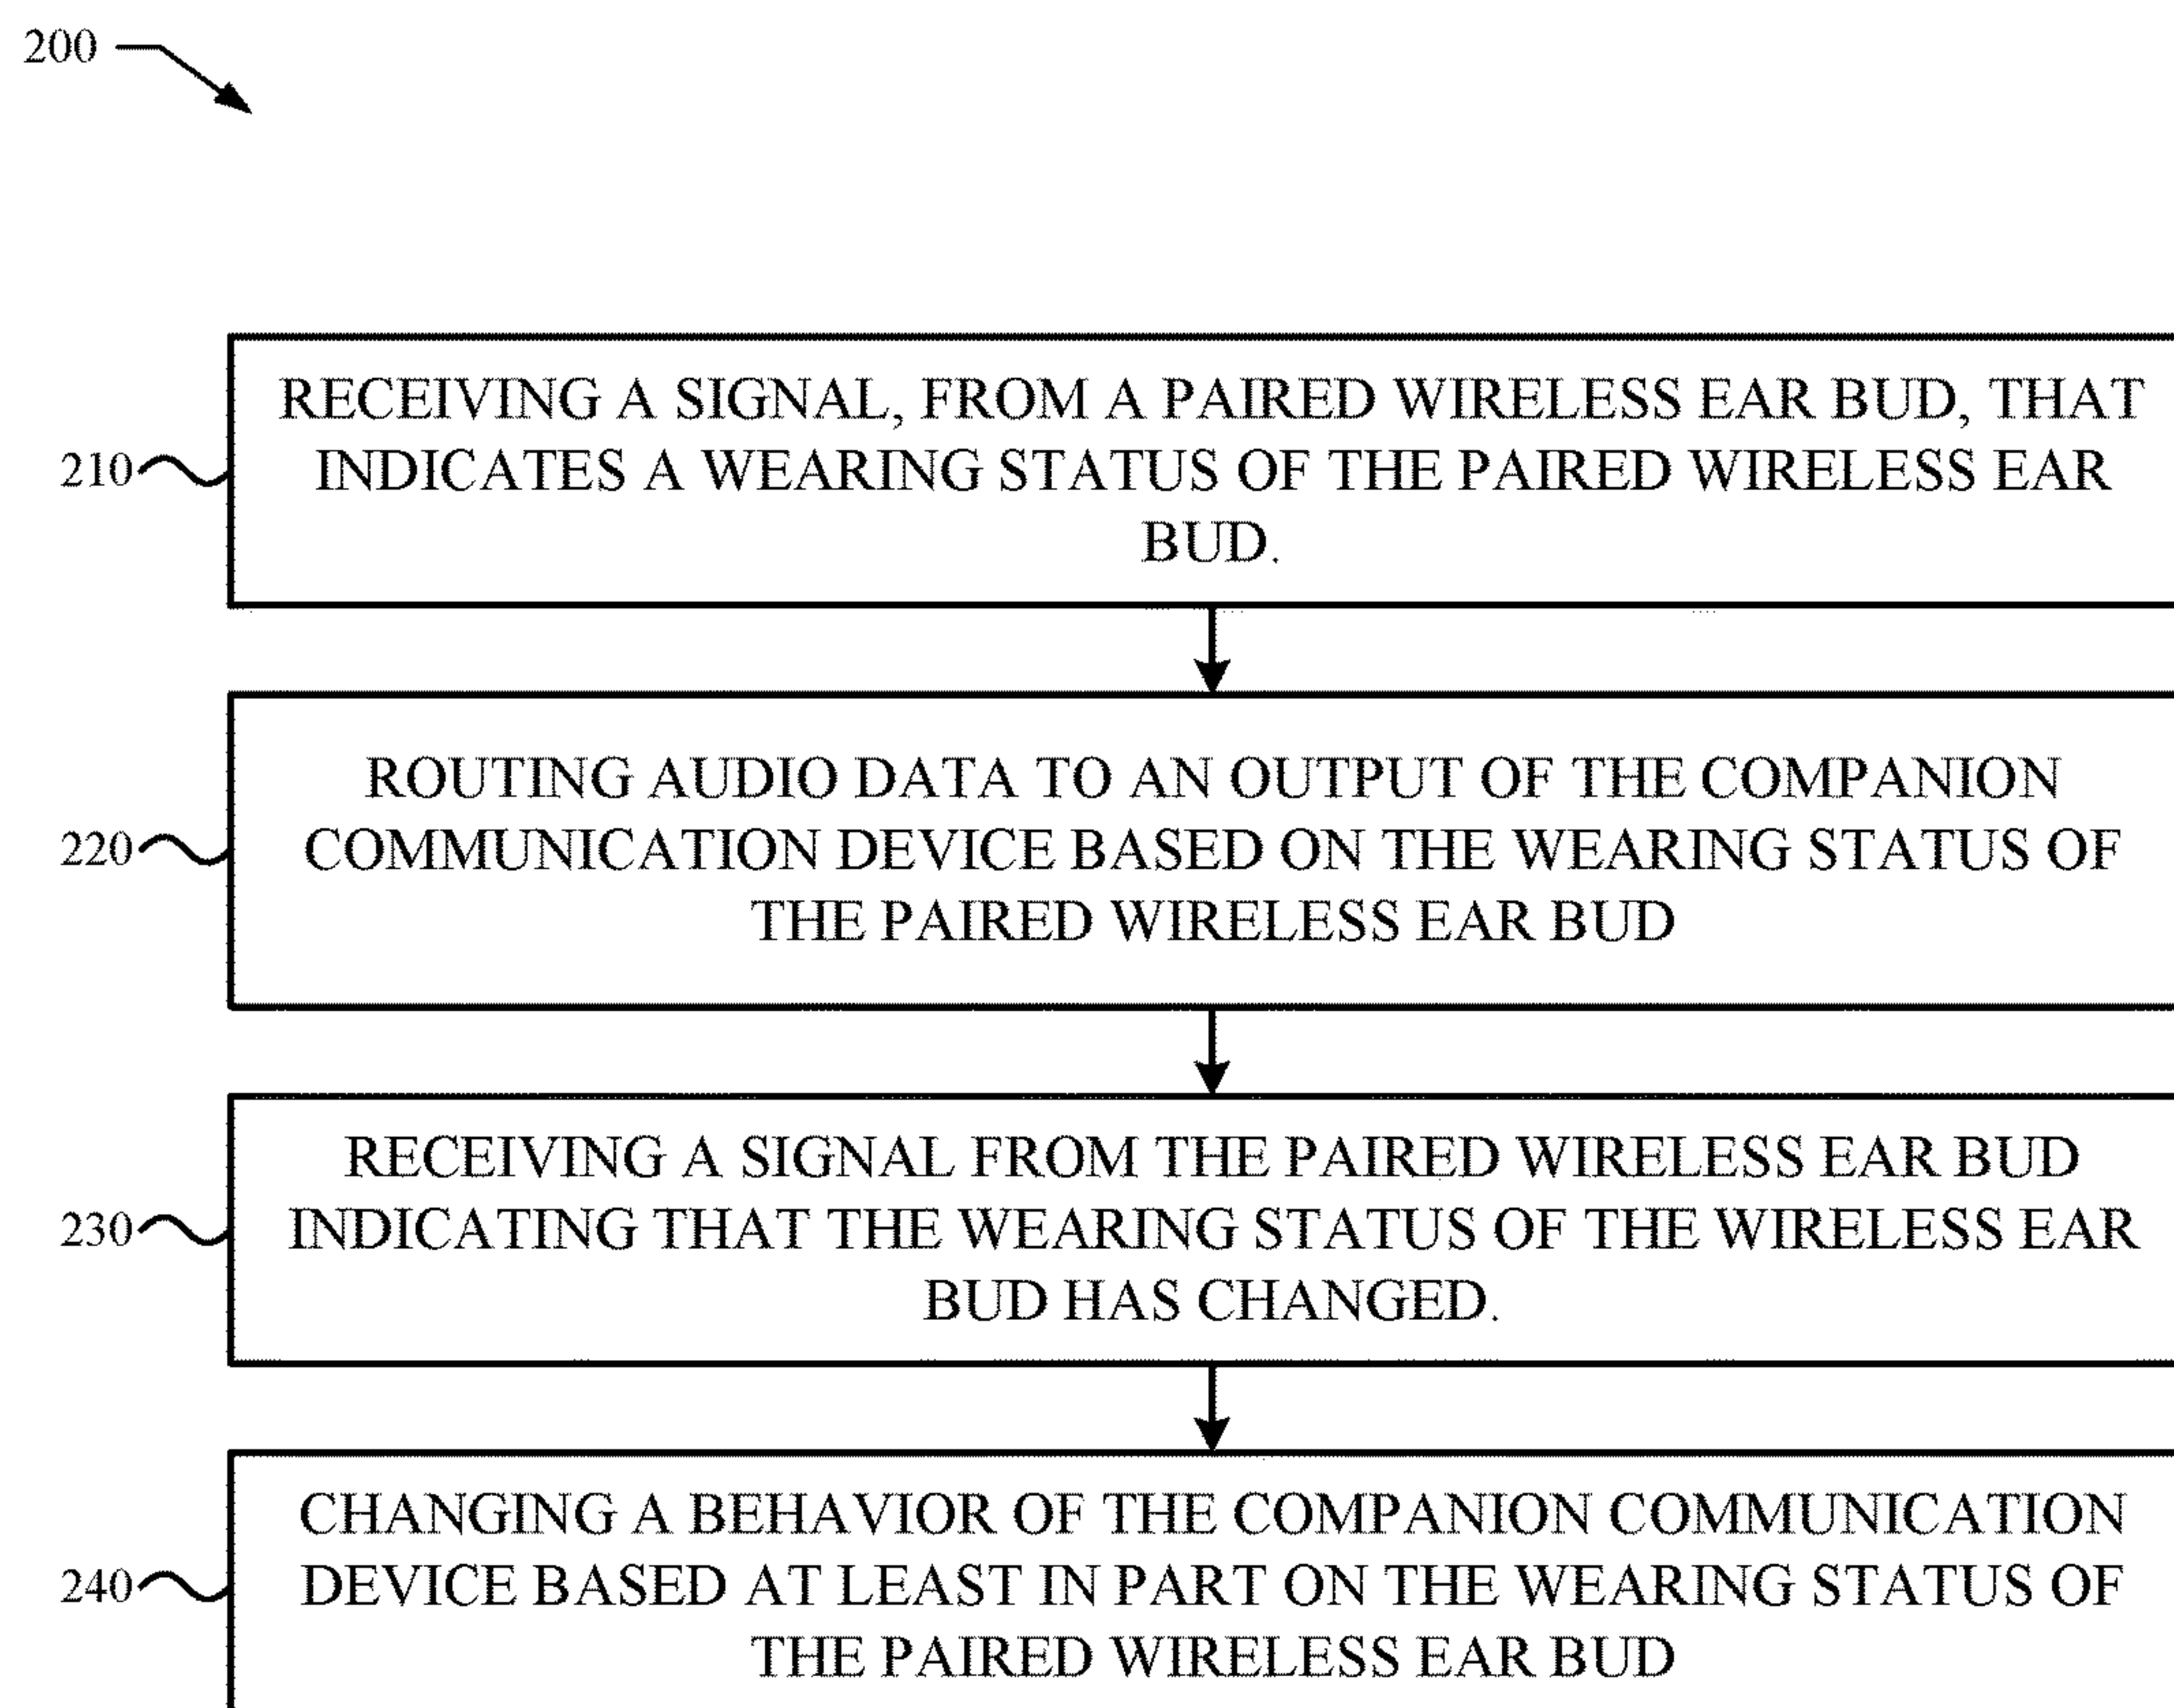 200
RECEIVING A SIGNAL, FROM A PAIRED WIRELESS EAR BUD, THAT
INDICATES A WEARING STATUS OF THE PAIRED WIRELESS EAR
BUD.
210
ROUTING AUDIO DATA TO AN OUTPUT OF THE COMPANION
COMMUNICATION DEVICE BASED ON THE WEARING STATUS OF
THE PAIRED WIRELESS EAR BUD
220
RECEIVING A SIGNAL FROM THE PAIRED WIRELESS EAR BUD
INDICATING THAT THE WEARING STATUS OF THE WIRELESS EAR
BUD HAS CHANGED.
230
CHANGING A BEHAVIOR OF THE COMPANION COMMUNICATION
DEVICE BASED AT LEAST IN PART ON THE WEARING STATUS OF
THE PAIRED WIRELESS EAR BUD
240